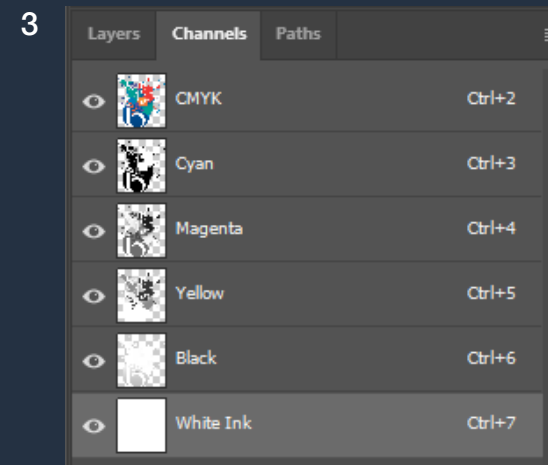 3
Layers Channels Paths
CMYK Ctrl+2
Cyan Ctrl+3
Magenta Ctrl+4
Yellow Ctrl+5
Black Ctrl+6
White Ink Ctrl+7